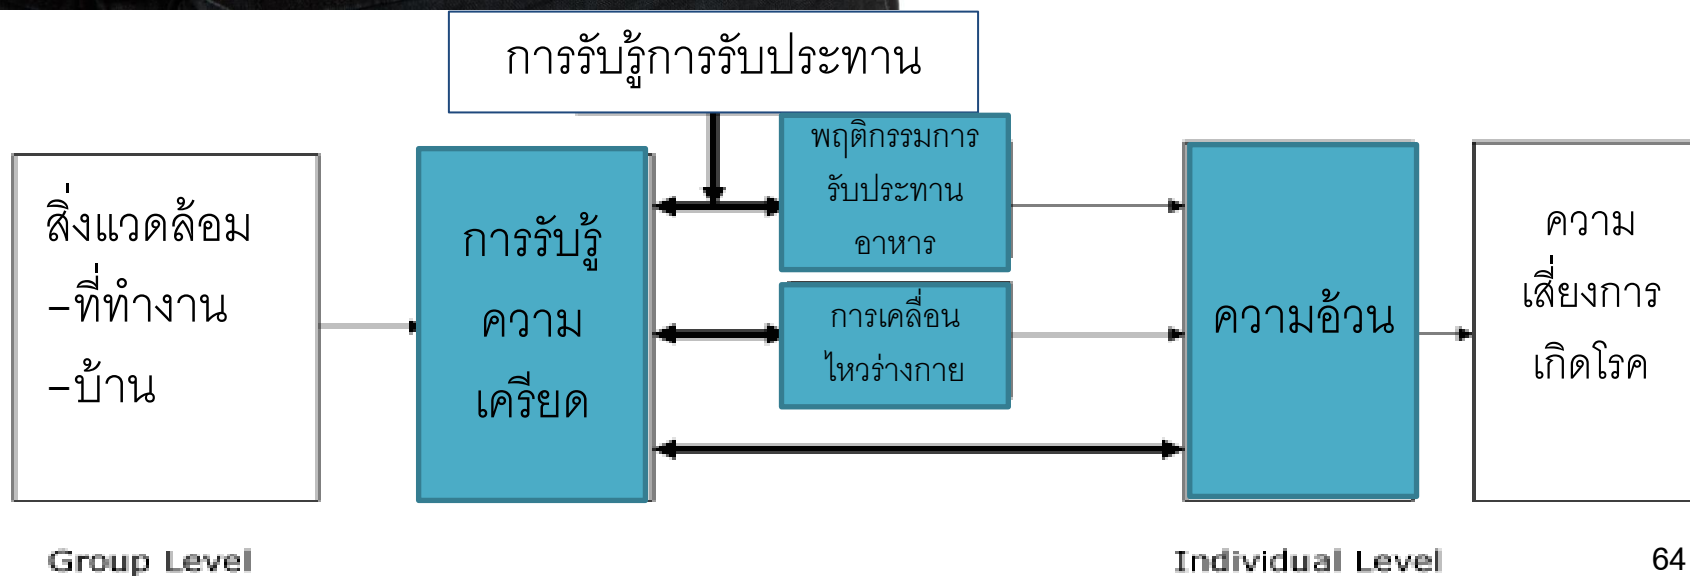 การรับรู้การรับประทาน
สิ่งแวดล้อม
-ที่ทำงาน
-บ้าน
การรับรู้
ความ
เครียด
พฤติกรรมการ
รับประทาน
อาหาร
การเคลื่อน
ไหวร่างกาย
ความอ้วน
ความ
เสี่ยงการ
เกิดโรค
Group Level
Individual Level
64